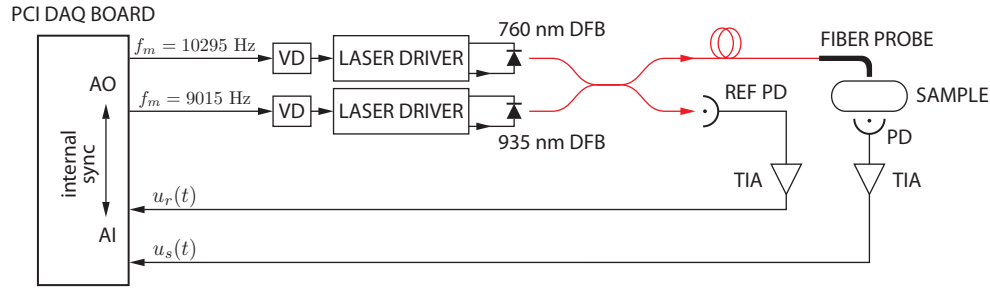 PCI DAQ BOARD
f_m = 10295 Hz
VD
LASER DRIVER
760 nm DFB
FIBER PROBE
AO
f_m = 9015 Hz
VD
LASER DRIVER
935 nm DFB
REF PD
SAMPLE
PD
internal
sync
TIA
TIA
u_r(t)
AI
u_s(t)